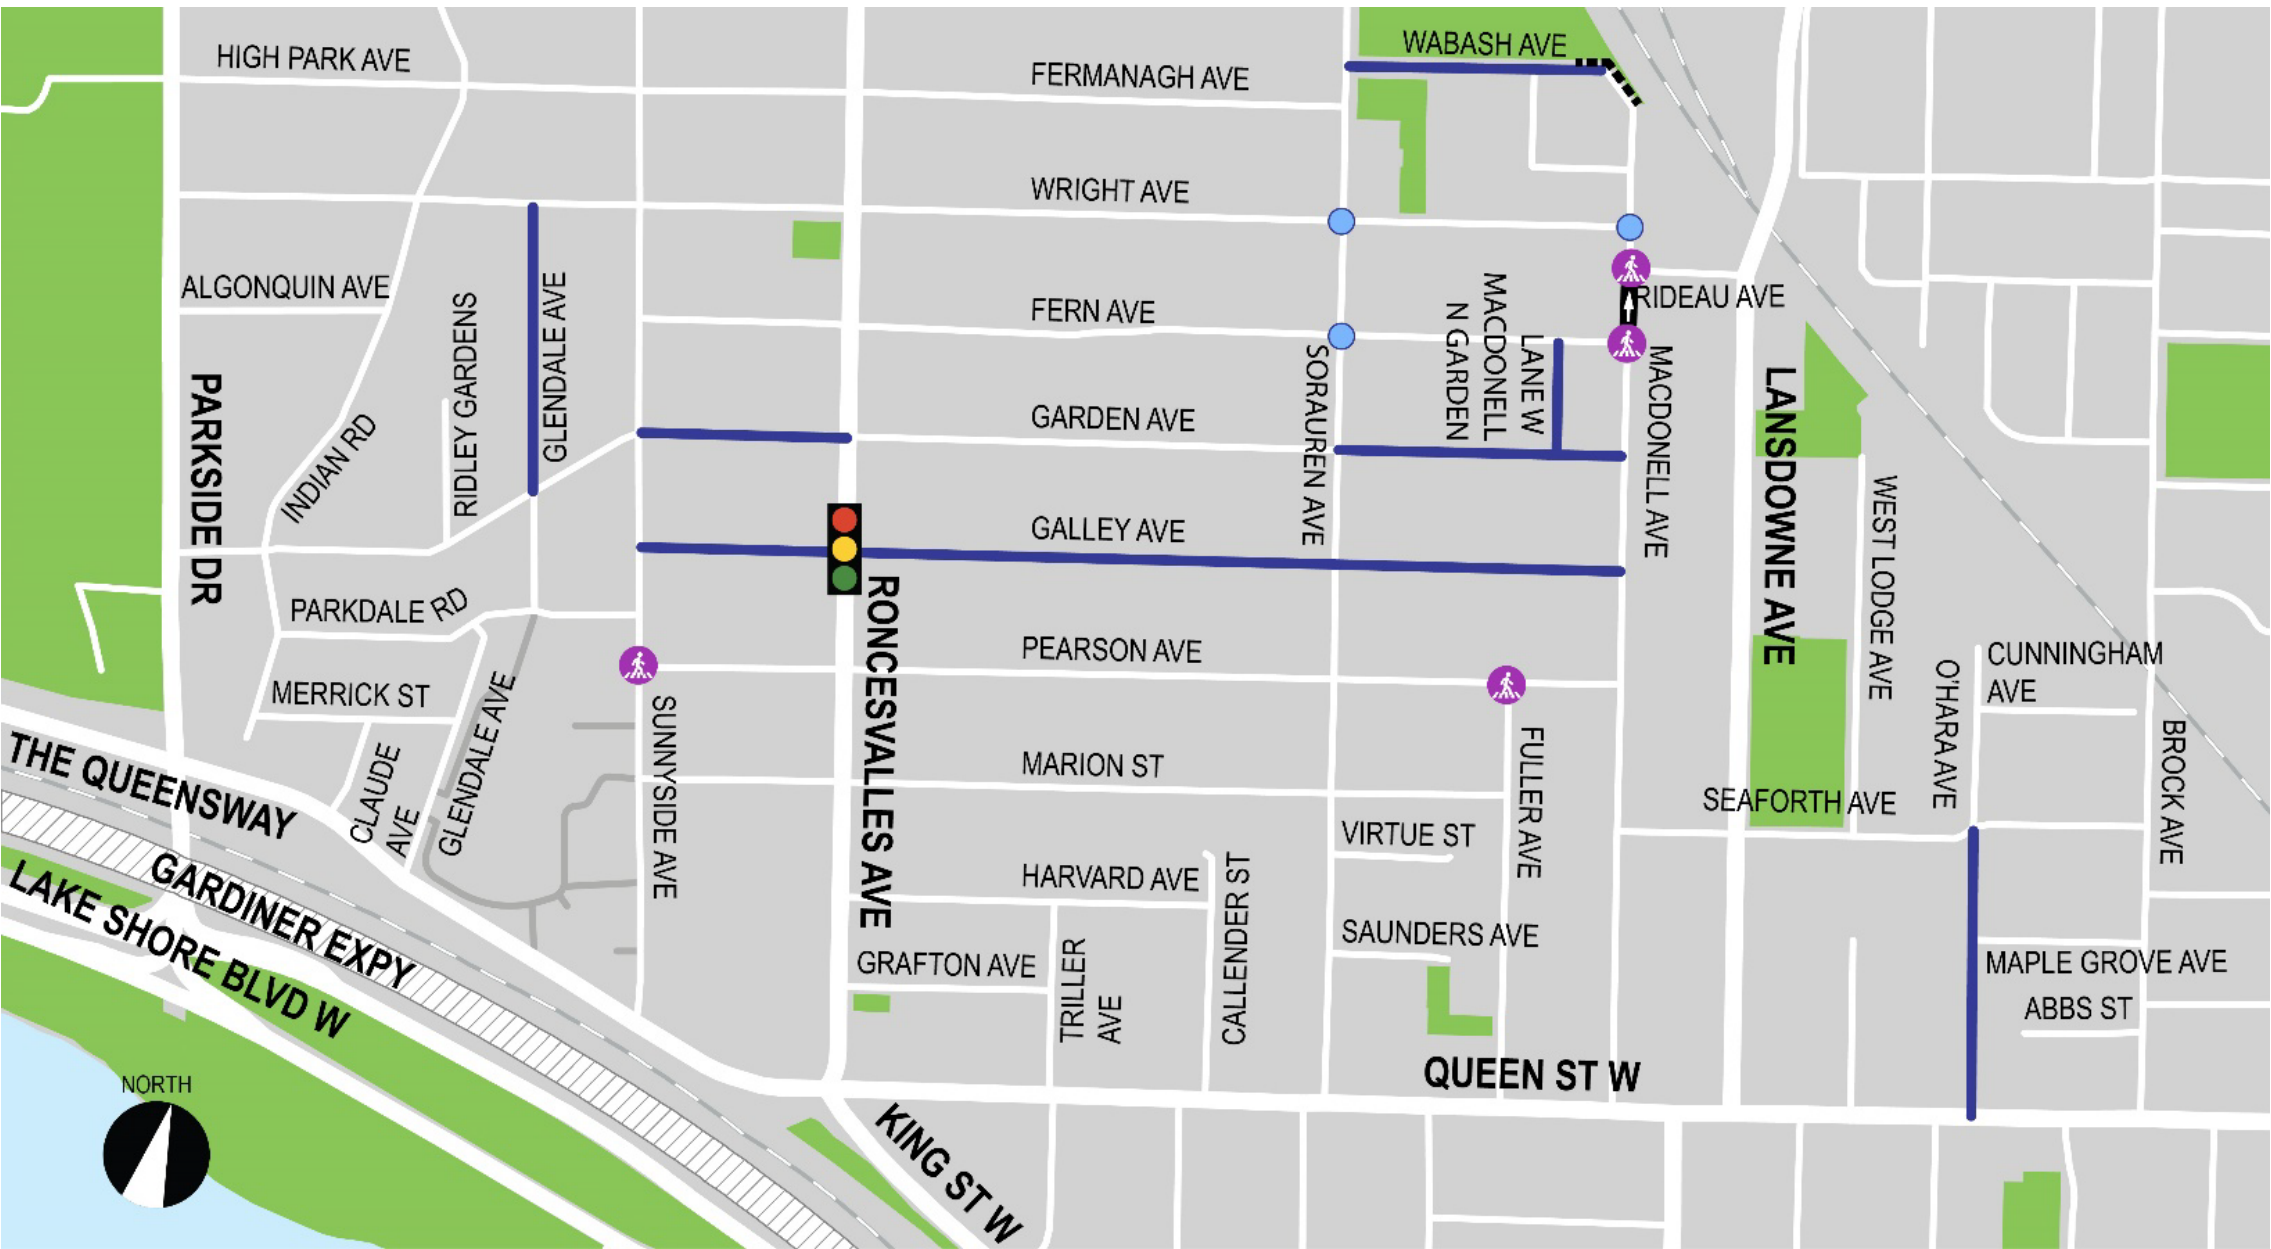 HIGH PARK AVE
FERMANAGH AVE
WABASH AVE
WRIGHT AVE
ALGONQUIN AVE
FERN AVE
RIDEAU AVE
RIDLEY GARDENS
GLENDALE AVE
N GARDEN
MACDONELL
LANE W
GARDEN AVE
SORAUREN AVE
MACDONELL AVE
PARKSIDE DR
INDIAN RD
LANSDOWNE AVE
WEST LODGE AVE
GALLEY AVE
PARKDALE RD
RONCESVALLES AVE
PEARSON AVE
CUNNINGHAM
AVE
O'HARA AVE
MERRICK ST
SUNNYSIDE AVE
GLENDALE AVE
CLAUDE
AVE
MARION ST
FULLER AVE
SEAFORTH AVE
BROCK AVE
THE QUEENSWAY
VIRTUE ST
HARVARD AVE
CALLENDER ST
SAUNDERS AVE
GARDINER EXPY
LAKE SHORE BLVD W
GRAFTON AVE
TRILLER
AVE
MAPLE GROVE AVE
ABBS ST
QUEEN ST W
NORTH
KING ST W